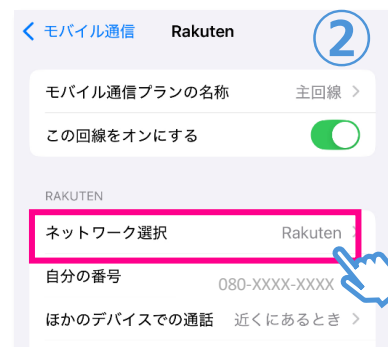 モバイル通信 Rakuten ②
モバイル通信プランの名称 主回線
この回線をオンにする
RAKUTEN
ネットワーク選択 Rakuten
自分の番号 080-XXXX-XXXX
ほかのデバイスでの通話 近くにあるとき